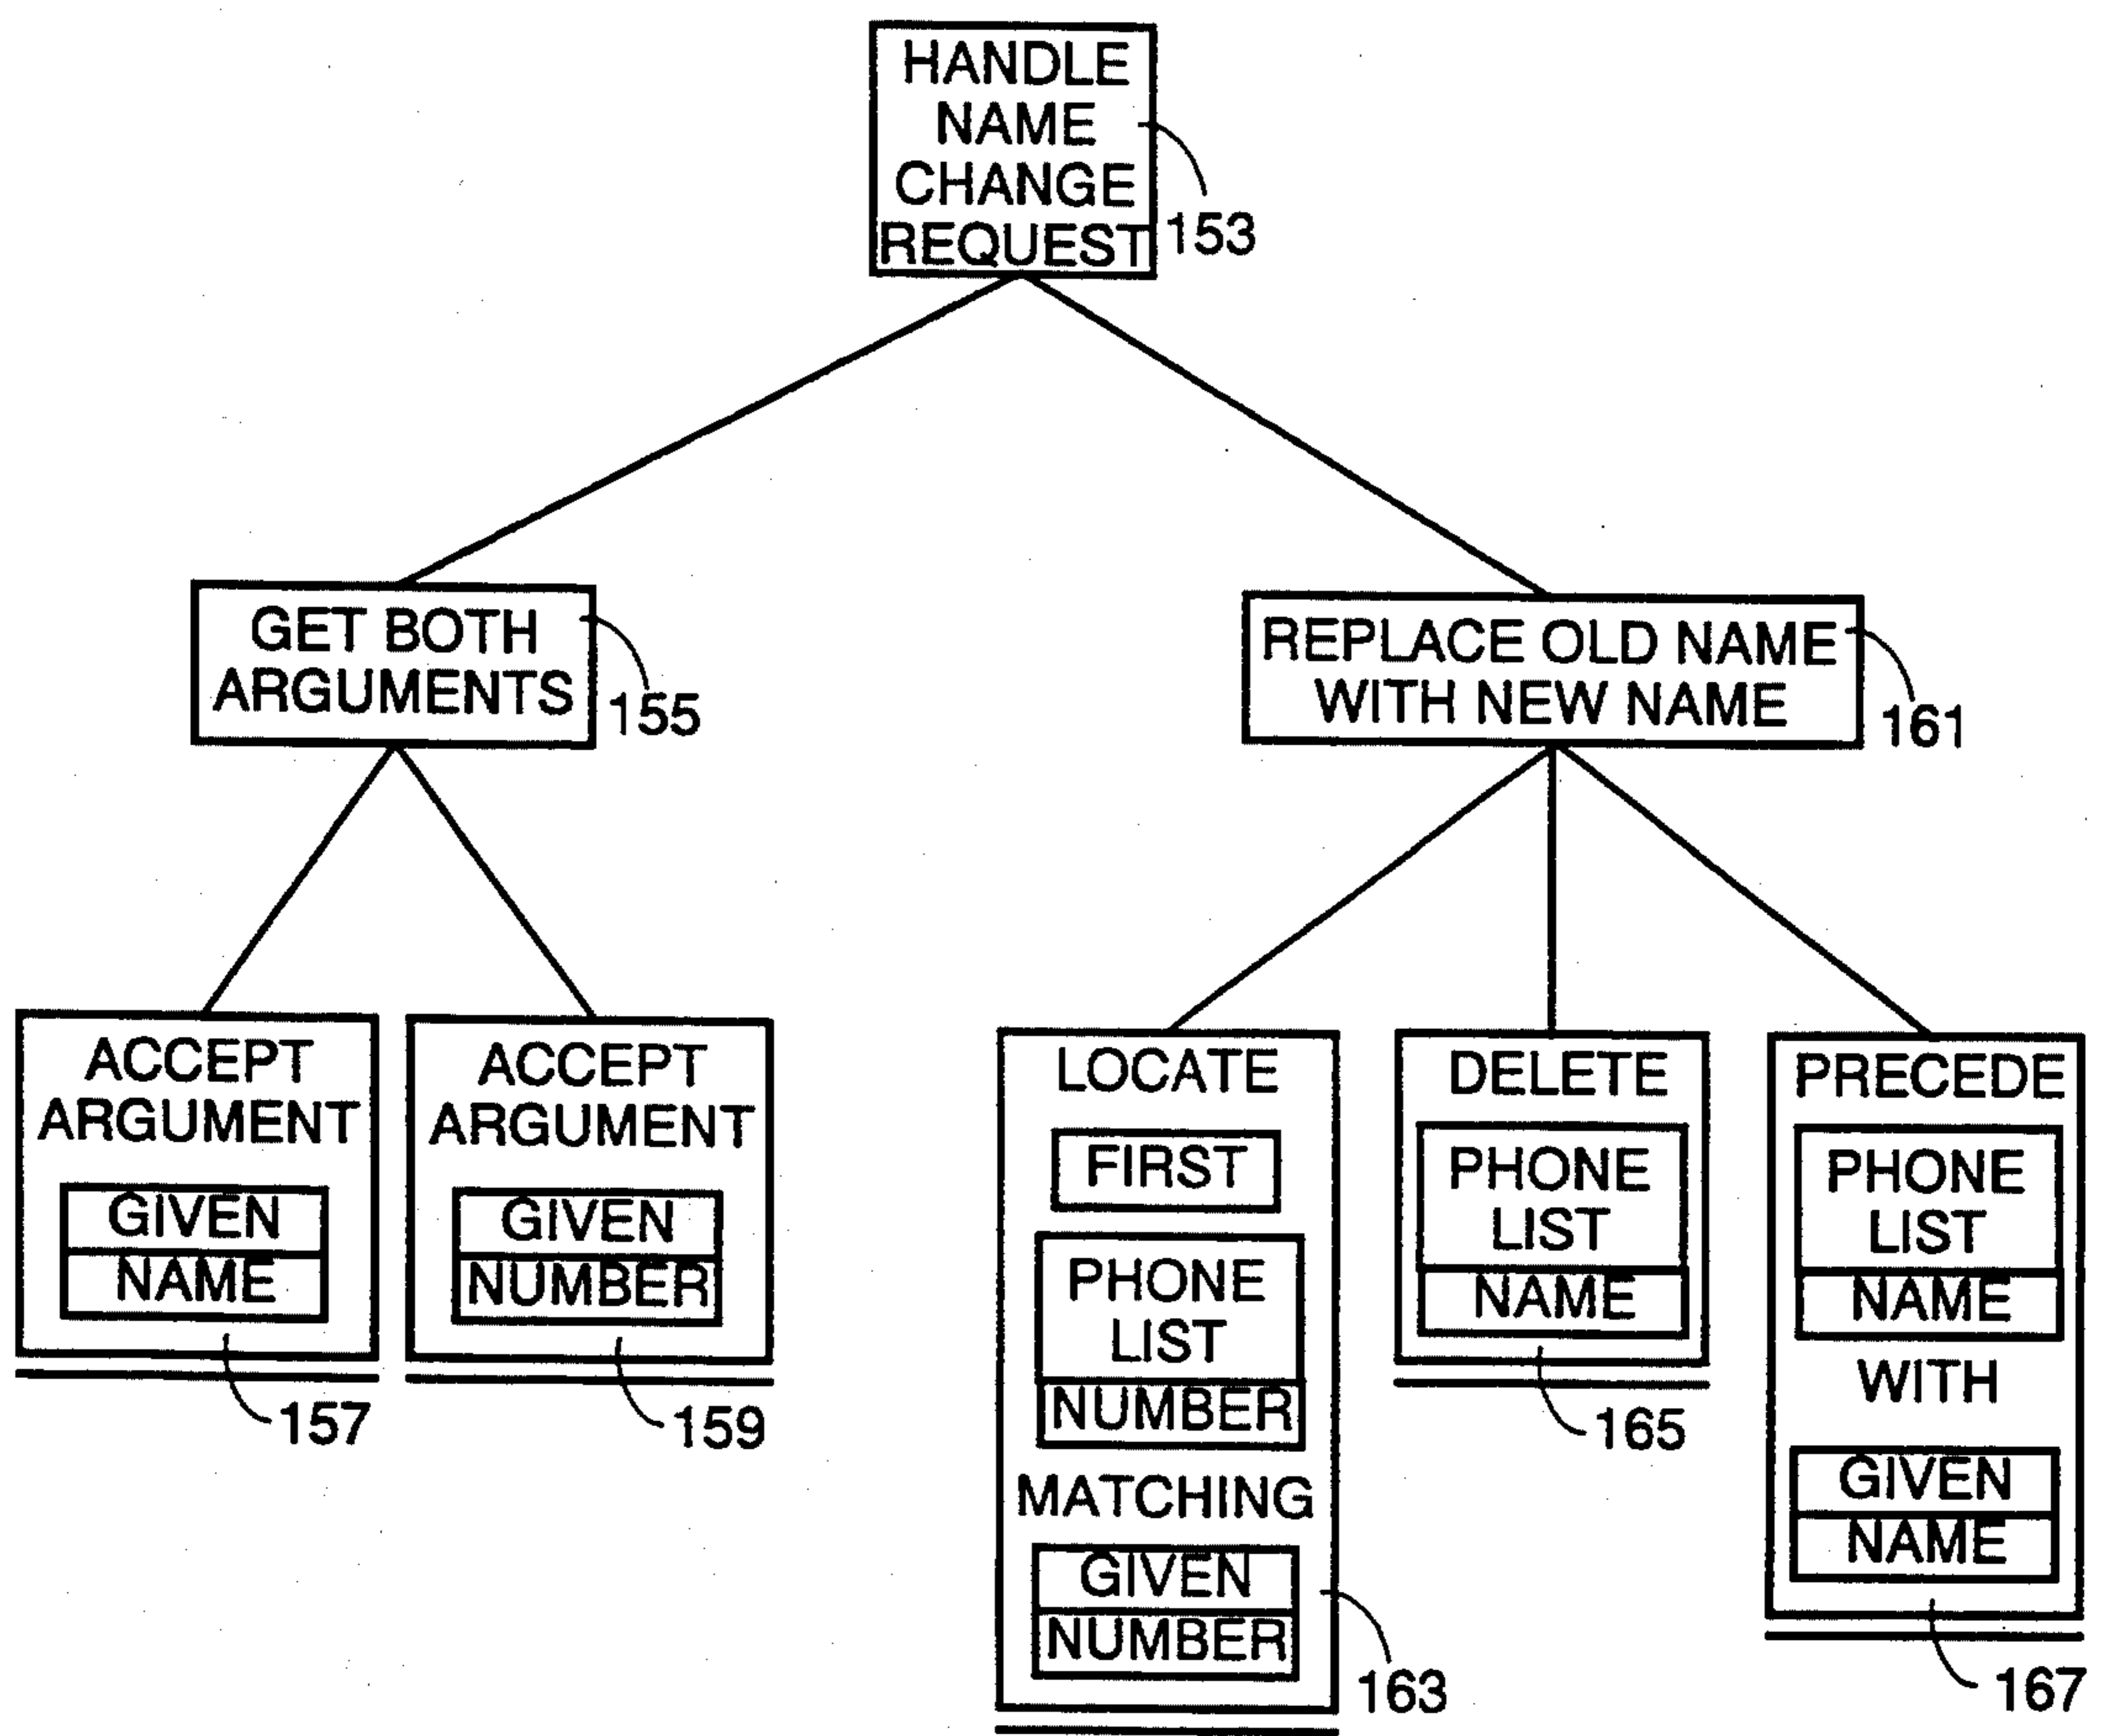 HANDLE
NAME
CHANGE
REQUEST
153
GET BOTH
ARGUMENTS
155
REPLACE OLD NAME
WITH NEW NAME
161
ACCEPT
ARGUMENT
GIVEN
NAME
157
ACCEPT
ARGUMENT
GIVEN
NUMBER
159
LOCATE
FIRST
PHONE
LIST
NUMBER
MATCHING
GIVEN
NUMBER
163
DELETE
PHONE
LIST
NAME
165
PRECEDE
PHONE
LIST
NAME
WITH
GIVEN
NAME
167